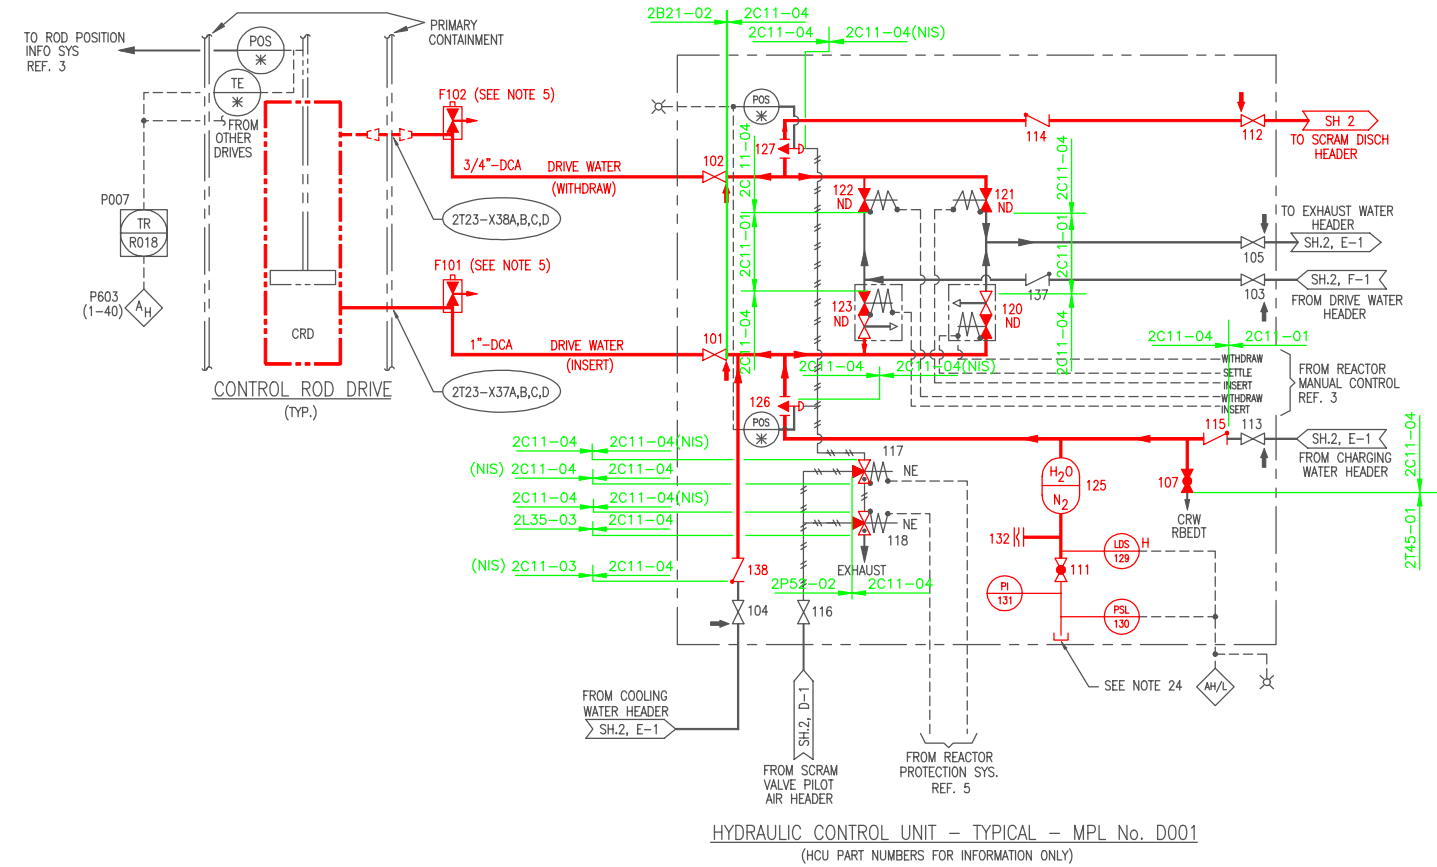 TO ROD POSITION
INFO SYS
REF. 3
POS
*
TE
*
FROM
OTHER
DRIVES
PRIMARY
CONTAINMENT
P007
TR
R018
P603
(1-40)
AH
CRD
CONTROL ROD DRIVE
(TYP.)
F102 (SEE NOTE 5)
3/4"-DCA
DRIVE WATER
(WITHDRAW)
2T23-X38A,B,C,D
F101 (SEE NOTE 5)
1"-DCA
DRIVE WATER
(INSERT)
2T23-X37A,B,C,D
2B21-02
2C11-04
2C11-04
2C11-04(NIS)
POS
*
127
102
101
114
112
SH 2
TO SCRAM DISCH
HEADER
2C11-04
2C11-01
2C11-04
122
ND
121
ND
2C11-04
2C11-01
2C11-04
TO EXHAUST WATER
HEADER
SH.2, E-1
105
137
103
SH.2, F-1
FROM DRIVE WATER
HEADER
123
ND
120
ND
2C11-04
2C11-04(NIS)
2C11-04
2C11-01
WITHDRAW
SETTLE
INSERT
WITHDRAW
INSERT
FROM REACTOR
MANUAL CONTROL
REF. 3
126
POS
*
115
113
SH.2, E-1
FROM CHARGING
WATER HEADER
2C11-04
2T45-01
2C11-04
2C11-04(NIS)
(NIS) 2C11-04
2C11-04
2C11-04
2C11-04(NIS)
2L35-03
2C11-04
(NIS) 2C11-03
2C11-04
117
NE
NE
118
EXHAUST
2P52-02
2C11-04
H2O
N2
125
107
CRW
RBEDT
132
LDS
129
H
111
PI
131
PSL
130
138
104
116
SEE NOTE 24
AH/L
FROM COOLING
WATER HEADER
SH.2, E-1
SH.2, D-1
FROM SCRAM
VALVE PILOT
AIR HEADER
FROM REACTOR
PROTECTION SYS.
REF. 5
HYDRAULIC CONTROL UNIT - TYPICAL - MPL No. D001
(HCU PART NUMBERS FOR INFORMATION ONLY)